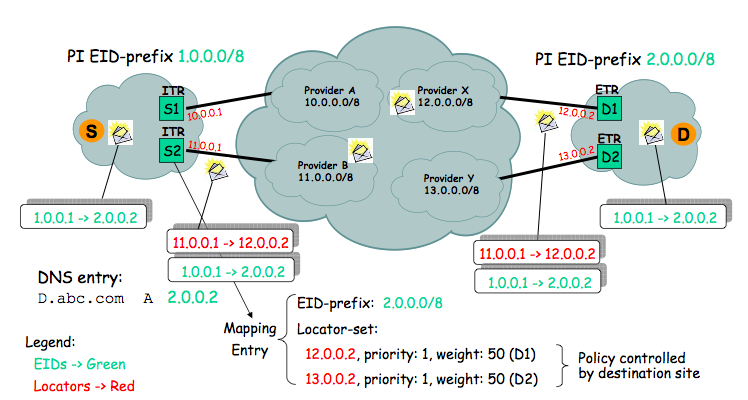 PI EID-prefix 1.0.0.0/8
PI EID-prefix 2.0.0.0/8
ITR
S1
10.0.0.1
ITR
S2
11.0.0.1
S
Provider A
10.0.0.0/8
Provider X
12.0.0.0/8
Provider B
11.0.0.0/8
Provider Y
13.0.0.0/8
ETR
D1
12.0.0.2
ETR
D2
13.0.0.2
D
1.0.0.1 -> 2.0.0.2
11.0.0.1 -> 12.0.0.2
1.0.0.1 -> 2.0.0.2
11.0.0.1 -> 12.0.0.2
1.0.0.1 -> 2.0.0.2
1.0.0.1 -> 2.0.0.2
DNS entry:
D.abc.com A 2.0.0.2
Mapping
Entry
EID-prefix: 2.0.0.0/8
Locator-set:
12.0.0.2, priority: 1, weight: 50 (D1)
13.0.0.2, priority: 1, weight: 50 (D2)
Policy controlled
by destination site
Legend:
EIDs -> Green
Locators -> Red